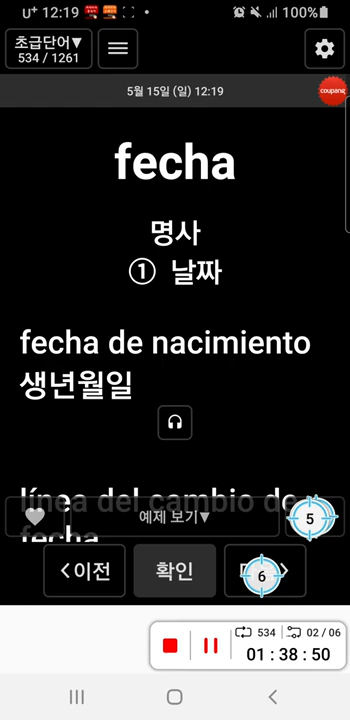 U+ 12:19 100%
초급단어▼
534 / 1261
5월 15일 (일) 12:19
coupang
fecha
명사
① 날짜
fecha de nacimiento
생년월일
línea del cambio de
fecha
예제 보기▼
5
<이전
확인
6
>
534
02 / 06
01 : 38 : 50